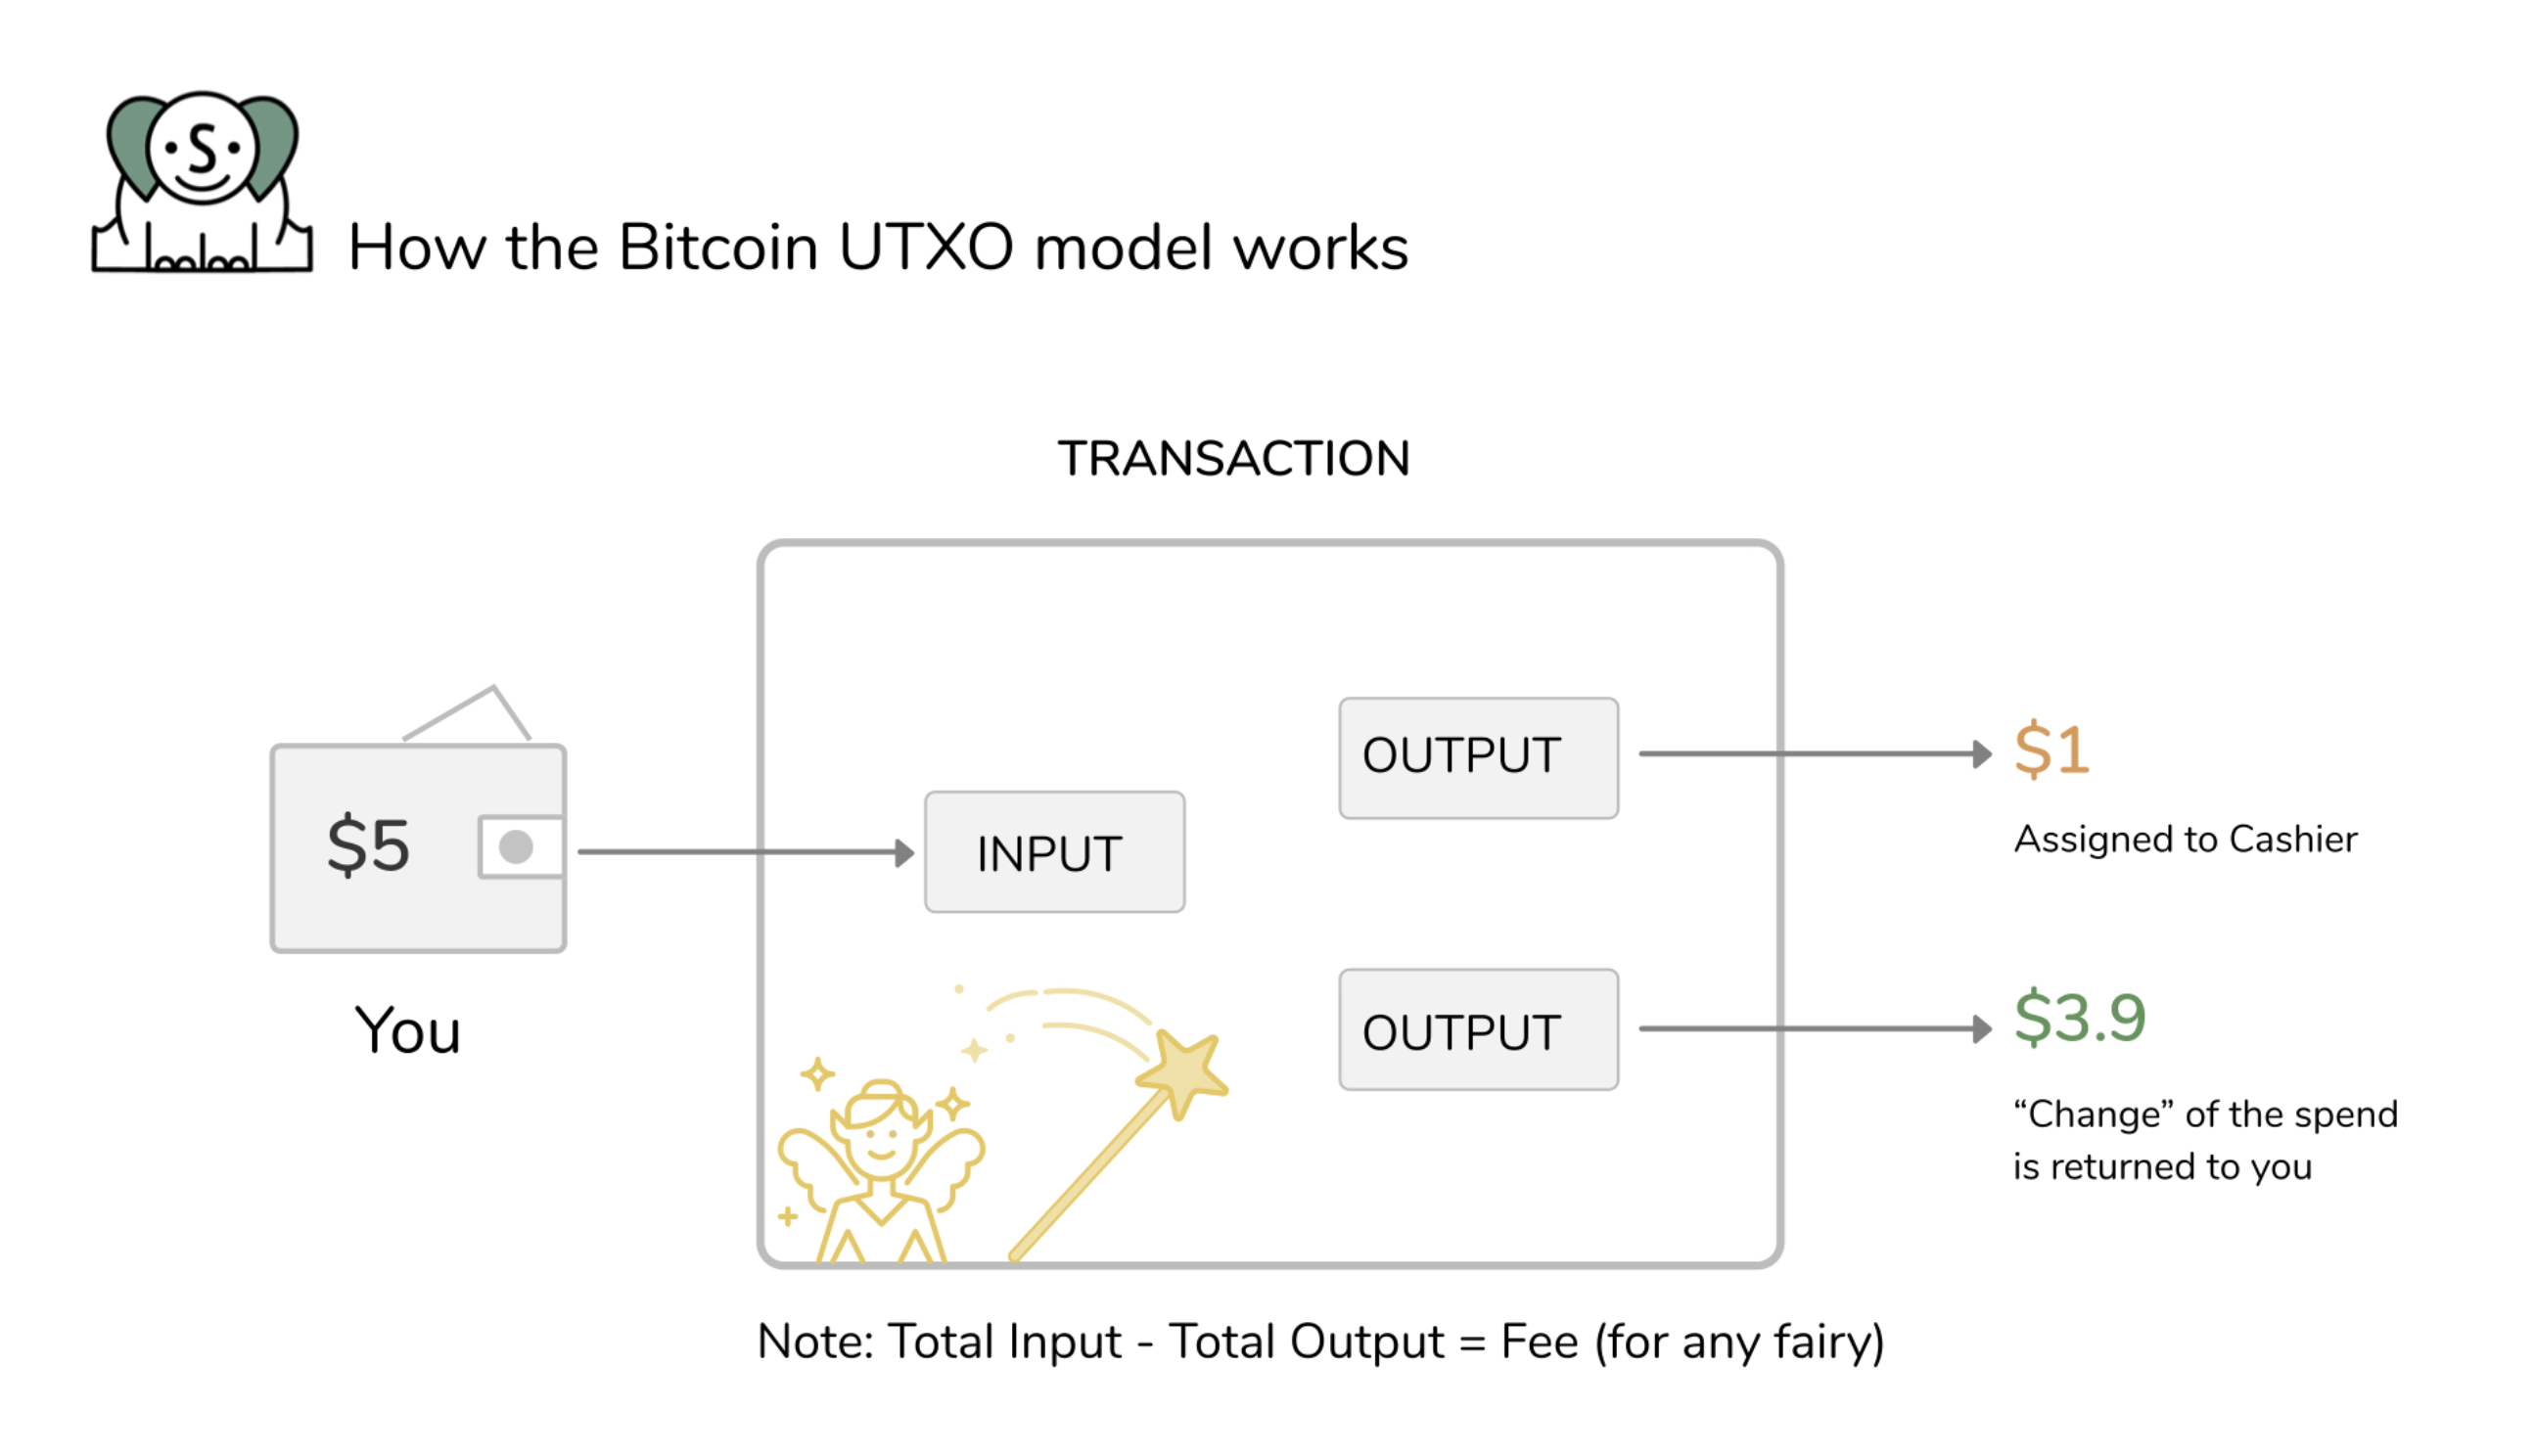 S
How the Bitcoin UTXO model works
TRANSACTION
$5
You
INPUT
OUTPUT
$1
Assigned to Cashier
OUTPUT
$3.9
“Change” of the spend
is returned to you
Note: Total Input - Total Output = Fee (for any fairy)